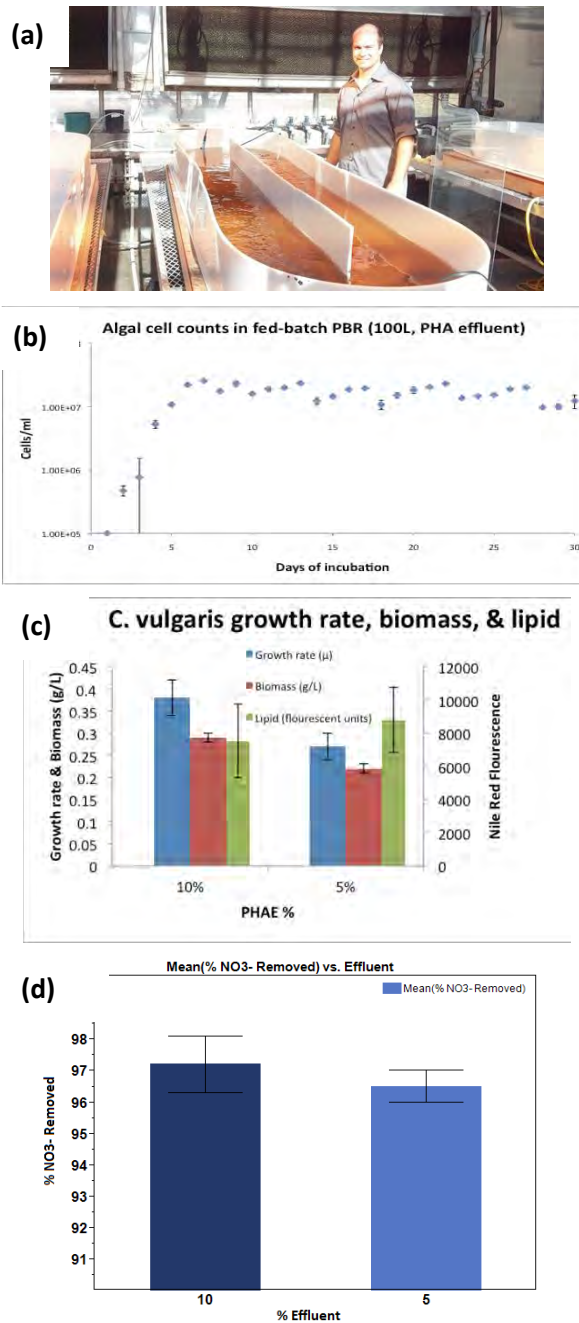 (a)
(b)
Algal cell counts in fed-batch PBR (100L, PHA effluent)
Cells/ml
1.00E+07
1.00E+06
1.00E+05
0 5 10 15 20 25 30
Days of incubation
(c)
C. vulgaris growth rate, biomass, & lipid
Growth rate & Biomass (g/L)
0.45
0.4
0.35
0.3
0.25
0.2
0.15
0.1
0.05
0
Growth rate (μ)
Biomass (g/L)
Lipid (flourescent units)
12000
10000
8000
6000
4000
2000
0
Nile Red Flourescence
10% 5%
PHAE %
(d)
Mean(% NO3- Removed) vs. Effluent
Mean(% NO3- Removed)
% NO3- Removed
98
97
96
95
94
93
92
91
10 5
% Effluent